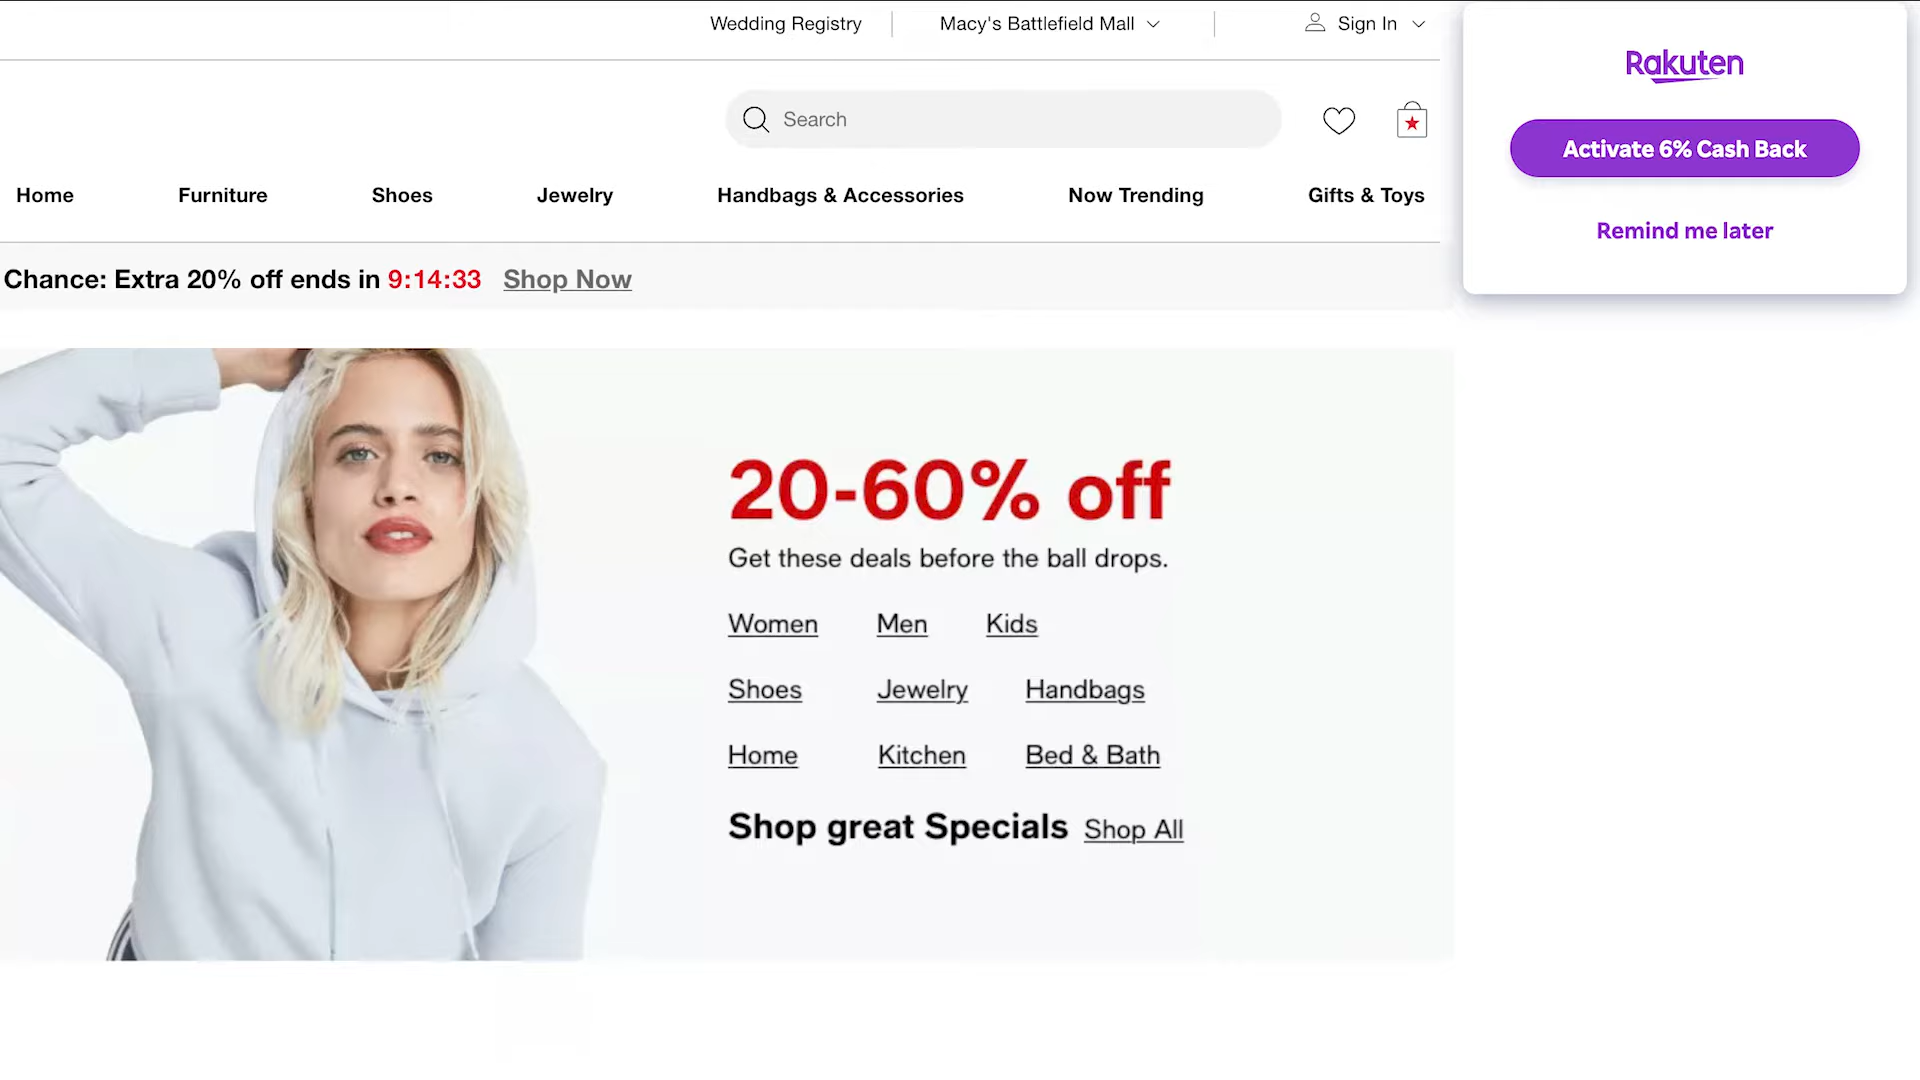 Wedding Registry
Macy's Battlefield Mall
Sign In
Rakuten
Search
Activate 6% Cash Back
Home Furniture Shoes Jewelry Handbags & Accessories Now Trending Gifts & Toys
Remind me later
Chance: Extra 20% off ends in 9:14:33 Shop Now
20-60% off
Get these deals before the ball drops.
Women Men Kids
Shoes Jewelry Handbags
Home Kitchen Bed & Bath
Shop great Specials Shop All